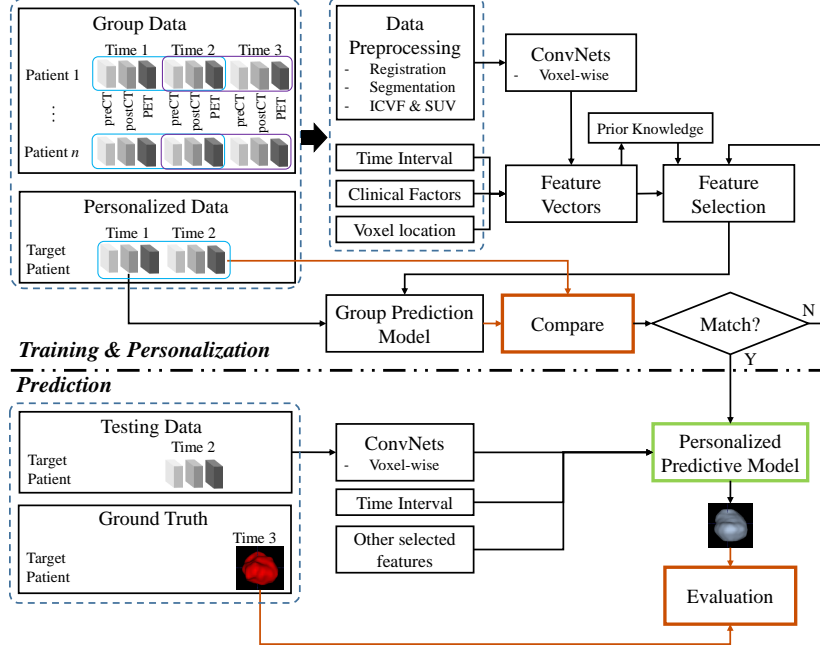 Group Data
Time 1 Time 2 Time 3
Patient 1
preCT postCT PET preCT postCT PET preCT postCT PET
⋮
Patient n
Personalized Data
Time 1 Time 2
Target
Patient
Data
Preprocessing
- Registration
- Segmentation
- ICVF & SUV
Time Interval
Clinical Factors
Voxel location
ConvNets
- Voxel-wise
Prior Knowledge
Feature
Vectors
Feature
Selection
Group Prediction
Model
Compare
Match?
N
Y
Training & Personalization
Prediction
Testing Data
Time 2
Target
Patient
Ground Truth
Time 3
Target
Patient
ConvNets
- Voxel-wise
Time Interval
Other selected
features
Personalized
Predictive Model
Evaluation